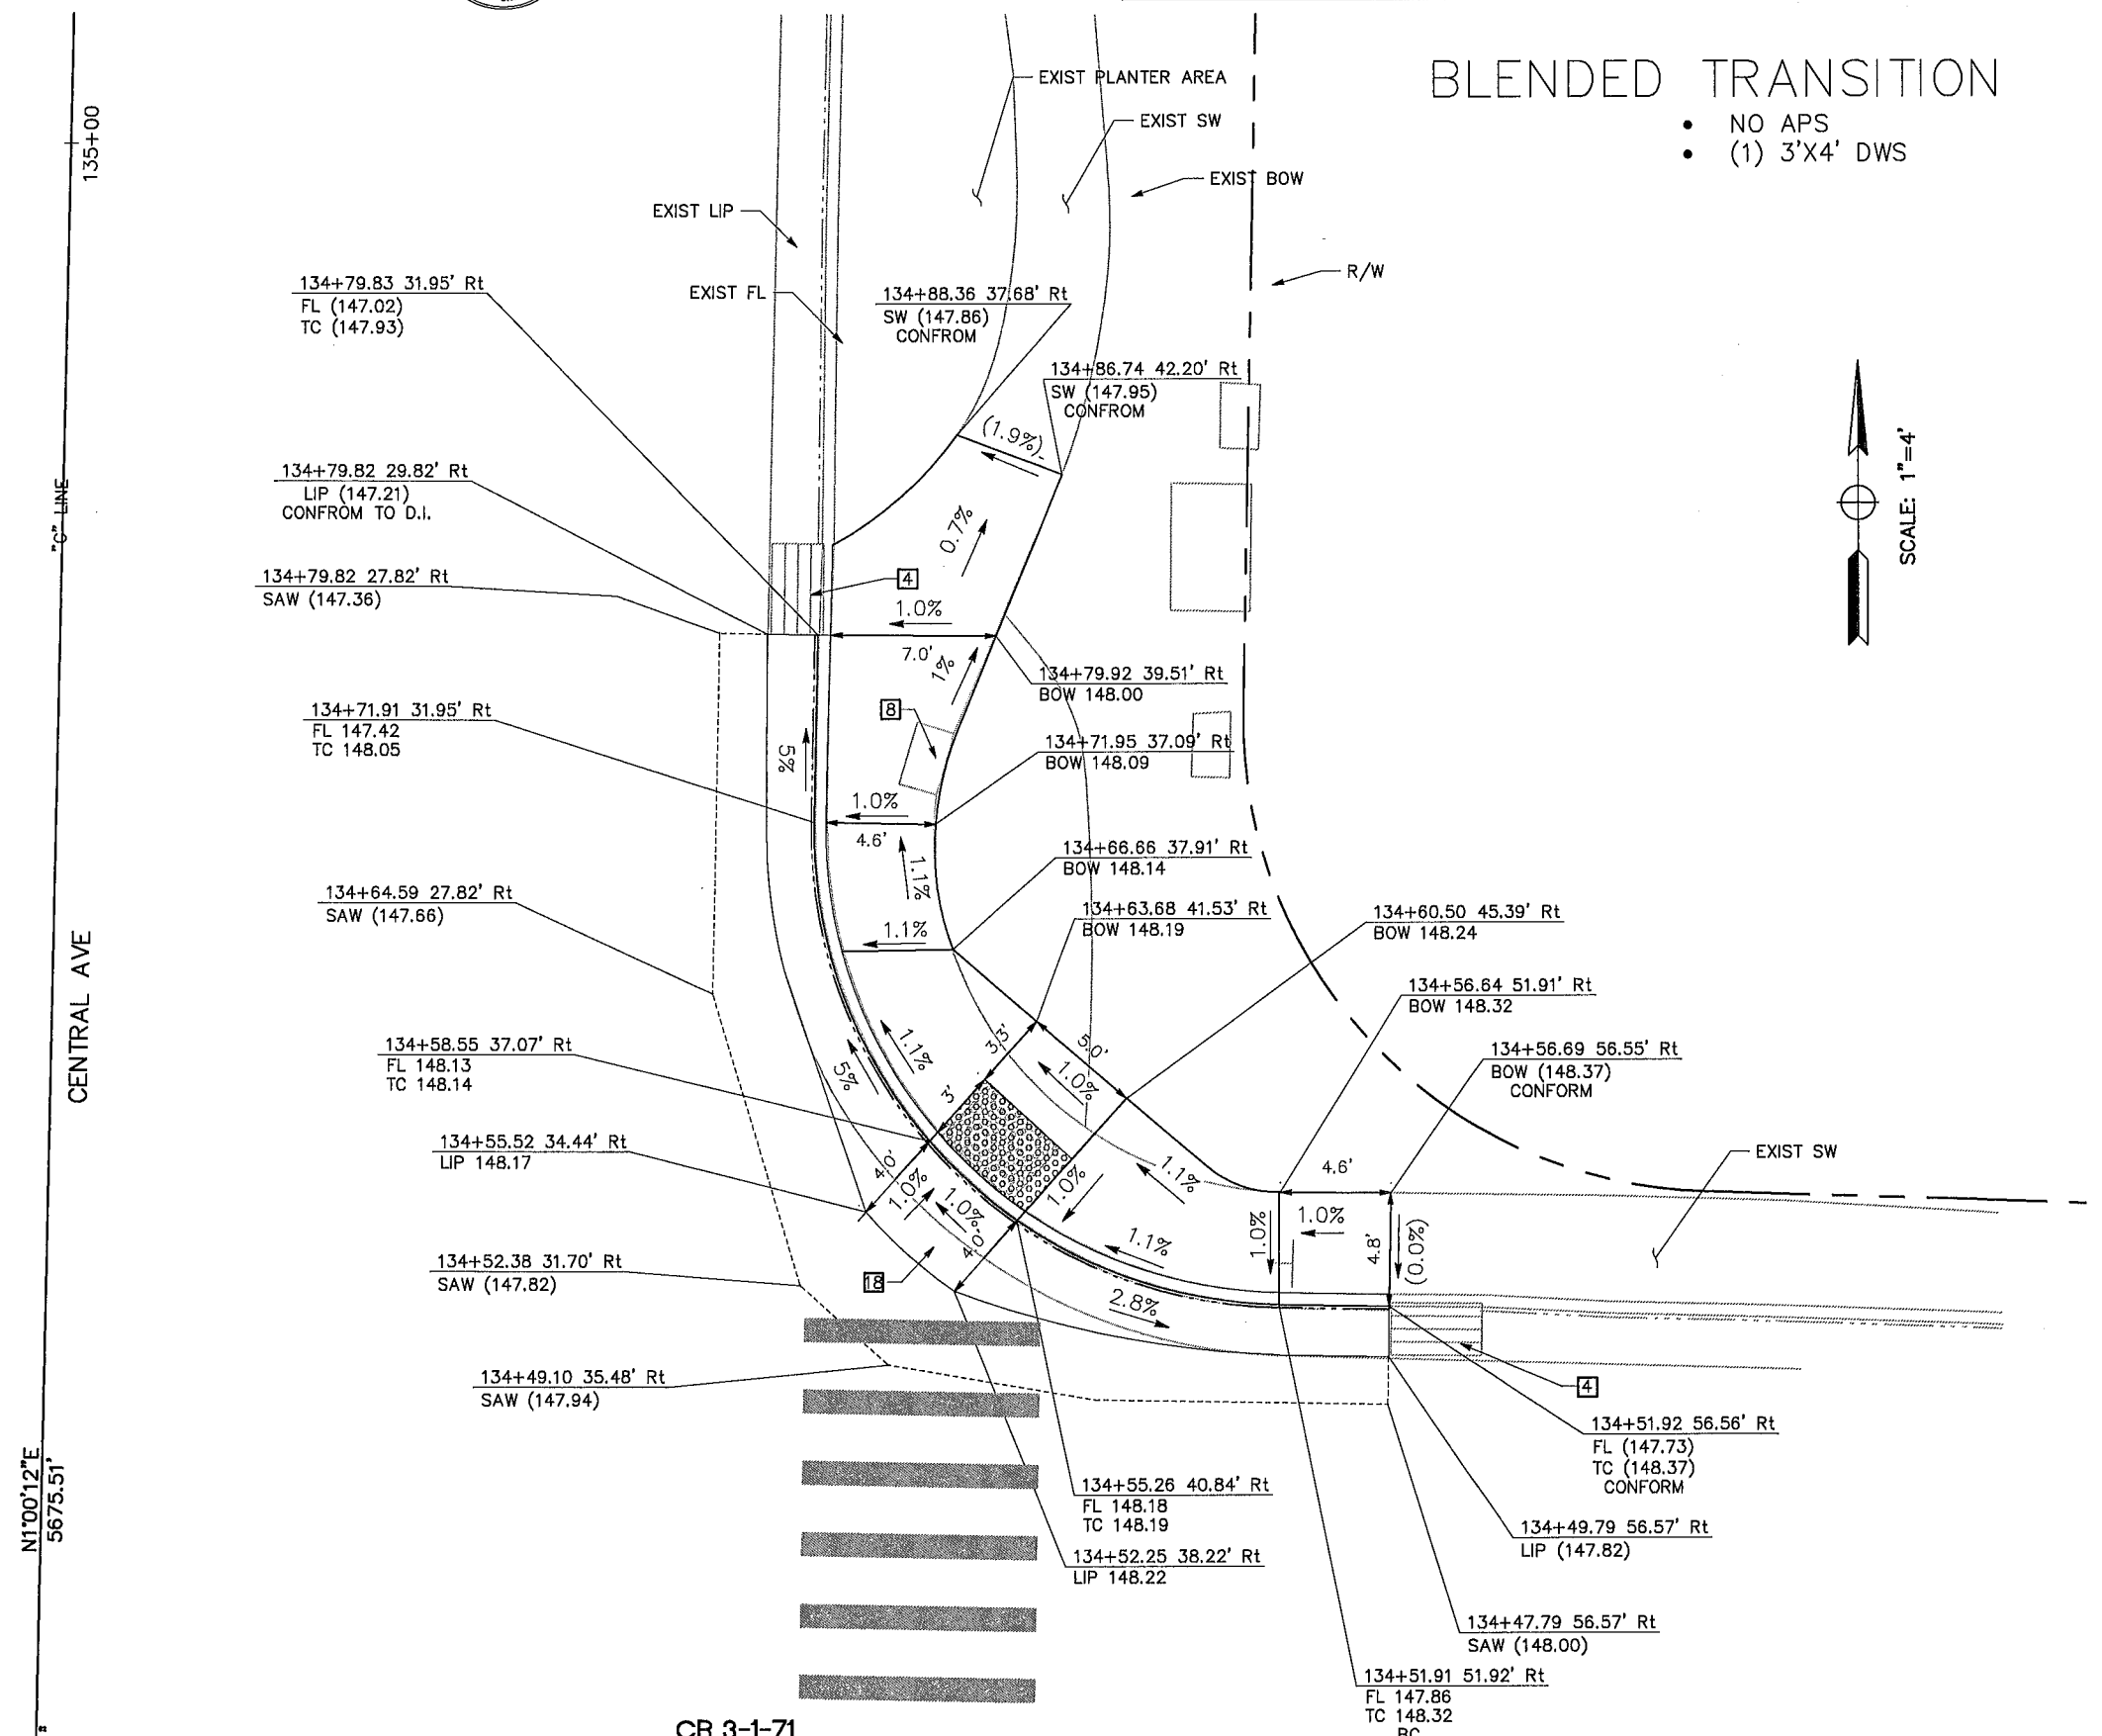 BLENDED TRANSITION
• NO APS
• (1) 3'X4' DWS
135+00
"C" LINE
CENTRAL AVE
N1°00'12"E
5675.51'
EXIST PLANTER AREA
EXIST SW
EXIST BOW
EXIST LIP
R/W
EXIST FL
SCALE: 1"=4'
134+79.83 31.95' Rt
FL (147.02)
TC (147.93)
134+88.36 37.68' Rt
SW (147.86)
CONFROM
134+86.74 42.20' Rt
SW (147.95)
CONFROM
(1.9%)
134+79.82 29.82' Rt
LIP (147.21)
CONFROM TO D.I.
0.7%
134+79.82 27.82' Rt
SAW (147.36)
4
1.0%
7.0'
1%
134+79.92 39.51' Rt
BOW 148.00
134+71.91 31.95' Rt
FL 147.42
TC 148.05
8
5%
134+71.95 37.09' Rt
BOW 148.09
1.0%
4.6'
134+66.66 37.91' Rt
BOW 148.14
1.1%
134+64.59 27.82' Rt
SAW (147.66)
1.1%
134+63.68 41.53' Rt
BOW 148.19
134+60.50 45.39' Rt
BOW 148.24
134+56.64 51.91' Rt
BOW 148.32
134+58.55 37.07' Rt
FL 148.13
TC 148.14
1.1%
5%
3.3'
5.0'
1.0%
3'
134+56.69 56.55' Rt
BOW (148.37)
CONFORM
134+55.52 34.44' Rt
LIP 148.17
4.0'
1.0%
1.0%
4.0'
1.0%
1.1%
4.6'
EXIST SW
1.0%
1.0%
4.8'
(0.0%)
1.1%
134+52.38 31.70' Rt
SAW (147.82)
18
2.8%
134+49.10 35.48' Rt
SAW (147.94)
4
134+51.92 56.56' Rt
FL (147.73)
TC (148.37)
CONFORM
134+55.26 40.84' Rt
FL 148.18
TC 148.19
134+49.79 56.57' Rt
LIP (147.82)
134+52.25 38.22' Rt
LIP 148.22
134+47.79 56.57' Rt
SAW (148.00)
134+51.91 51.92' Rt
FL 147.86
TC 148.32
BC
CR 3-1-71